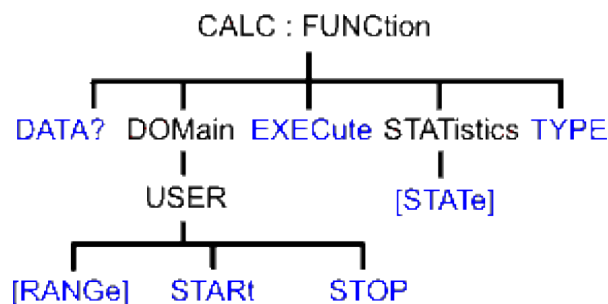 CALC : FUNCtion
DATA? DOMain EXECute STATistics TYPE
USER [STATe]
[RANGe] STARt STOP